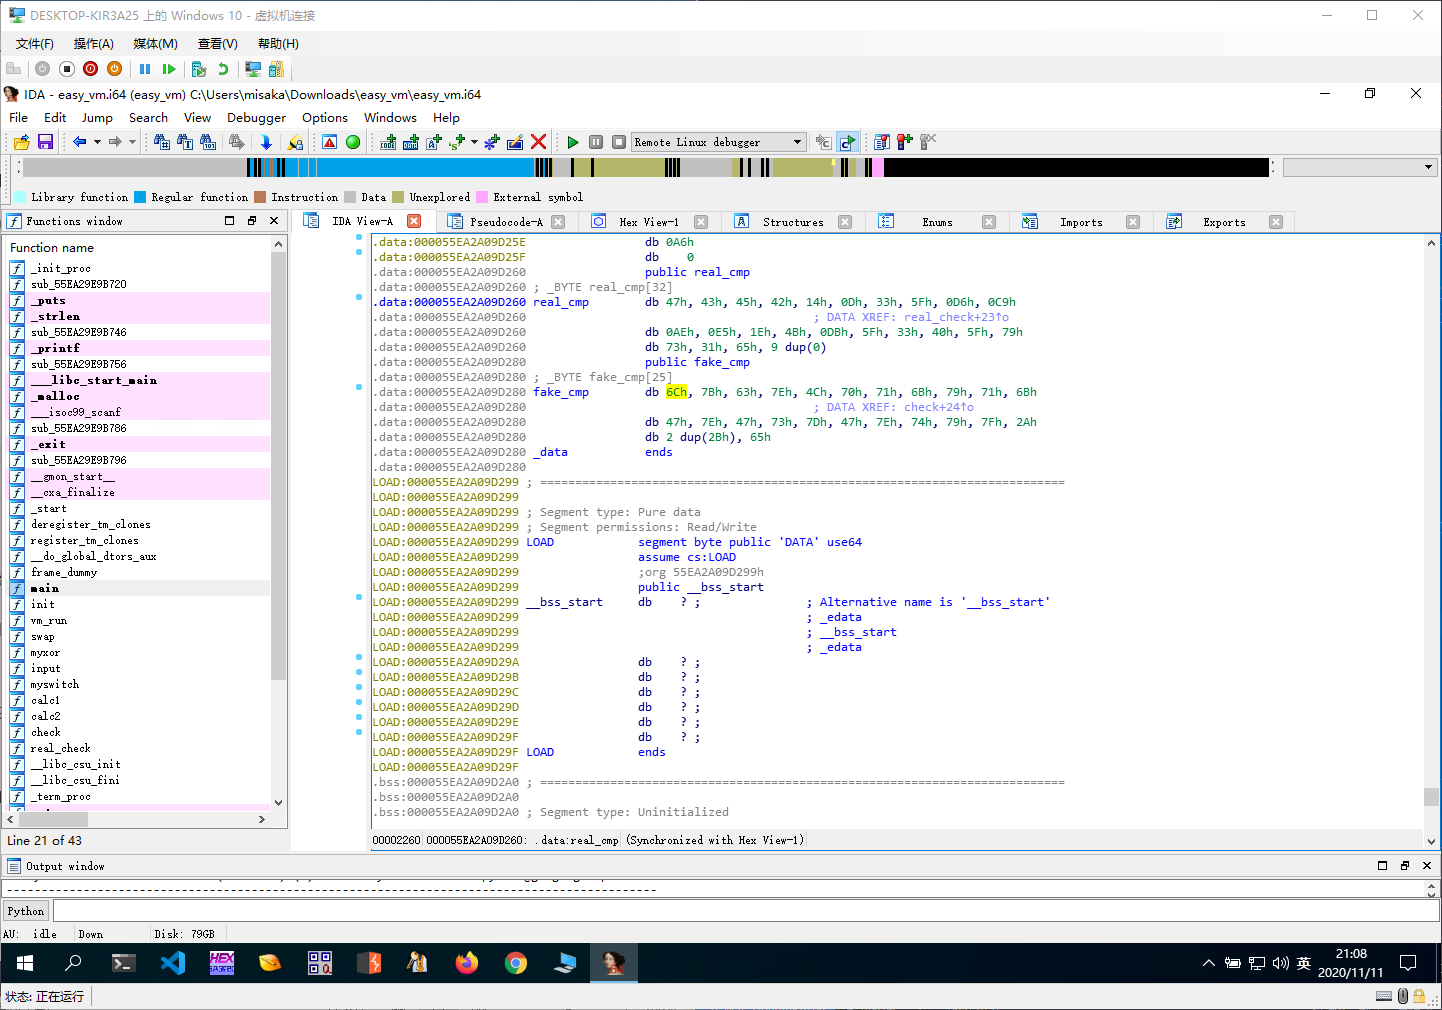 DESKTOP-KIR3A25 上的 Windows 10 - 虚拟机连接
文件(F) 操作(A) 媒体(M) 查看(V) 帮助(H)
IDA - easy_vm.i64 (easy_vm) C:\Users\misaka\Downloads\easy_vm\easy_vm.i64
File Edit Jump Search View Debugger Options Windows Help
Remote Linux debugger
Library function Regular function Instruction Data Unexplored External symbol
Functions window
IDA View-A Pseudocode-A Hex View-1 Structures Enums Imports Exports
Function name
_init_proc
sub_55EA29E9B720
_puts
_strlen
sub_55EA29E9B746
_printf
sub_55EA29E9B756
___libc_start_main
_malloc
___isoc99_scanf
sub_55EA29E9B786
_exit
sub_55EA29E9B796
__gmon_start__
__cxa_finalize
_start
deregister_tm_clones
register_tm_clones
__do_global_dtors_aux
frame_dummy
main
init
vm_run
swap
myxor
input
myswitch
calc1
calc2
check
real_check
__libc_csu_init
__libc_csu_fini
_term_proc
Line 21 of 43
.data:000055EA2A09D25E db 0A6h
.data:000055EA2A09D25F db 0
.data:000055EA2A09D260 public real_cmp
.data:000055EA2A09D260 ; _BYTE real_cmp[32]
.data:000055EA2A09D260 real_cmp db 47h, 43h, 45h, 42h, 14h, 0Dh, 33h, 5Fh, 0D6h, 0C9h
.data:000055EA2A09D260 ; DATA XREF: real_check+23↑o
.data:000055EA2A09D260 db 0AEh, 0E5h, 1Eh, 4Bh, 0DBh, 5Fh, 33h, 40h, 5Fh, 79h
.data:000055EA2A09D260 db 73h, 31h, 65h, 9 dup(0)
.data:000055EA2A09D280 public fake_cmp
.data:000055EA2A09D280 ; _BYTE fake_cmp[25]
.data:000055EA2A09D280 fake_cmp db 6Ch, 7Bh, 63h, 7Eh, 4Ch, 70h, 71h, 6Bh, 79h, 71h, 6Bh
.data:000055EA2A09D280 ; DATA XREF: check+24↑o
.data:000055EA2A09D280 db 47h, 7Eh, 47h, 73h, 7Dh, 47h, 7Eh, 74h, 79h, 7Fh, 2Ah
.data:000055EA2A09D280 db 2 dup(2Bh), 65h
.data:000055EA2A09D280 _data ends
.data:000055EA2A09D280
LOAD:000055EA2A09D299 ; ===========================================================================
LOAD:000055EA2A09D299
LOAD:000055EA2A09D299 ; Segment type: Pure data
LOAD:000055EA2A09D299 ; Segment permissions: Read/Write
LOAD:000055EA2A09D299 LOAD segment byte public 'DATA' use64
LOAD:000055EA2A09D299 assume cs:LOAD
LOAD:000055EA2A09D299 ;org 55EA2A09D299h
LOAD:000055EA2A09D299 public __bss_start
LOAD:000055EA2A09D299 __bss_start db ? ; ; Alternative name is '__bss_start'
LOAD:000055EA2A09D299 ; _edata
LOAD:000055EA2A09D299 ; __bss_start
LOAD:000055EA2A09D299 ; _edata
LOAD:000055EA2A09D29A db ? ;
LOAD:000055EA2A09D29B db ? ;
LOAD:000055EA2A09D29C db ? ;
LOAD:000055EA2A09D29D db ? ;
LOAD:000055EA2A09D29E db ? ;
LOAD:000055EA2A09D29F db ? ;
LOAD:000055EA2A09D29F LOAD ends
LOAD:000055EA2A09D29F
.bss:000055EA2A09D2A0 ; ===========================================================================
.bss:000055EA2A09D2A0
.bss:000055EA2A09D2A0 ; Segment type: Uninitialized
00002260 000055EA2A09D260: .data:real_cmp (Synchronized with Hex View-1)
Output window
Python
AU: idle Down Disk: 79GB
HEX
英
21:08
2020/11/11
状态: 正在运行